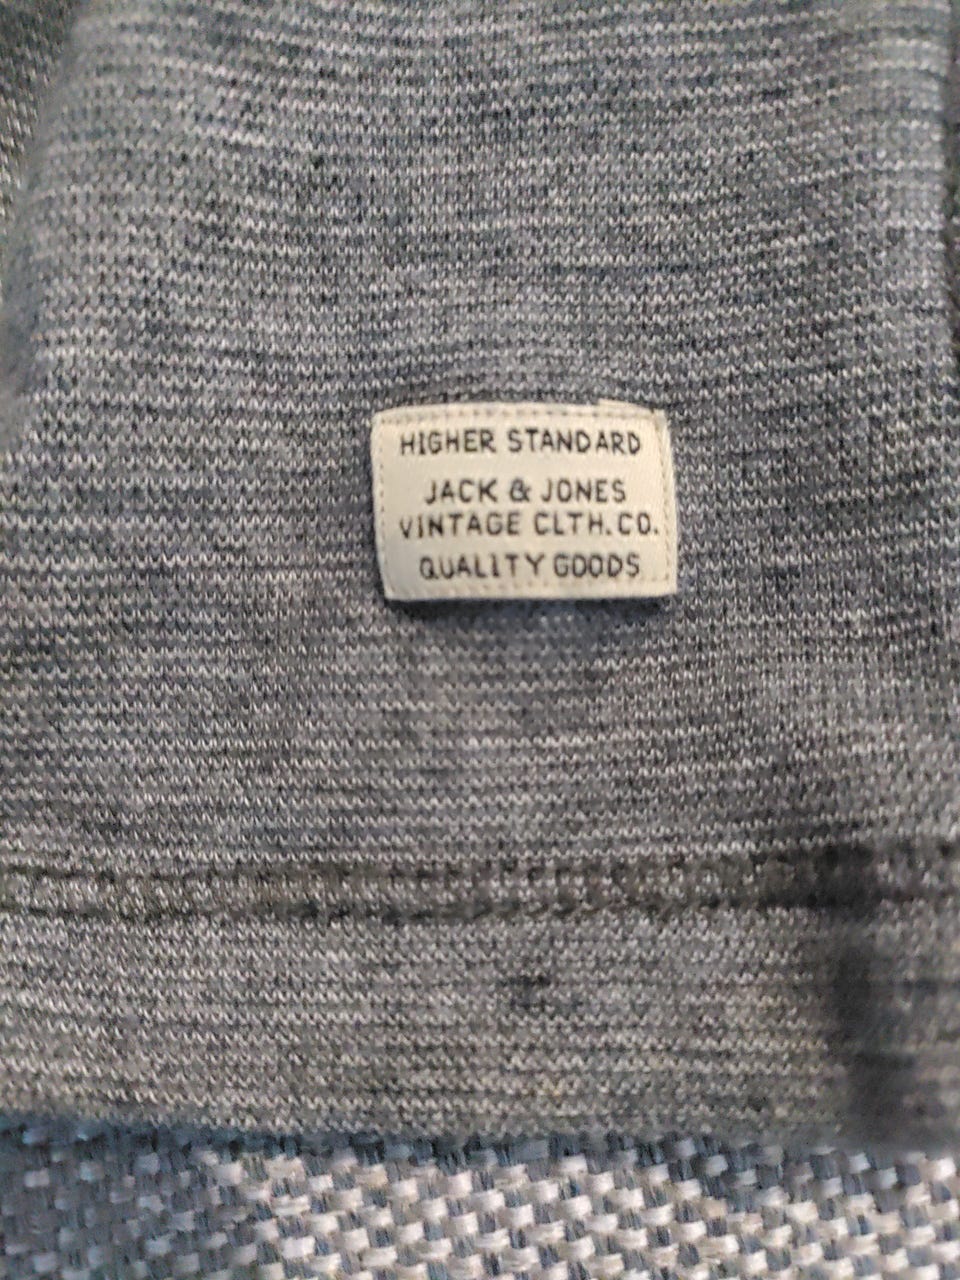 HIGHER STANDARD
JACK & JONES
VINTAGE CLTH.CO.
QUALITY GOODS